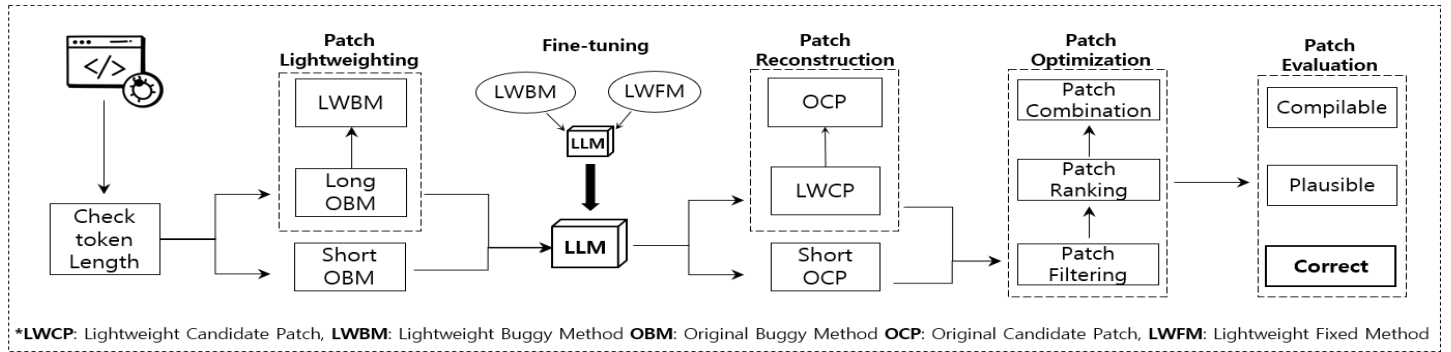 </>
Check
token
Length
Patch
Lightweighting
LWBM
Long
OBM
Short
OBM
Fine-tuning
LWBM
LWFM
LLM
LLM
Patch
Reconstruction
OCP
LWCP
Short
OCP
Patch
Optimization
Patch
Combination
Patch
Ranking
Patch
Filtering
Patch
Evaluation
Compilable
Plausible
Correct
*LWCP: Lightweight Candidate Patch, LWBM: Lightweight Buggy Method OBM: Original Buggy Method OCP: Original Candidate Patch, LWFM: Lightweight Fixed Method